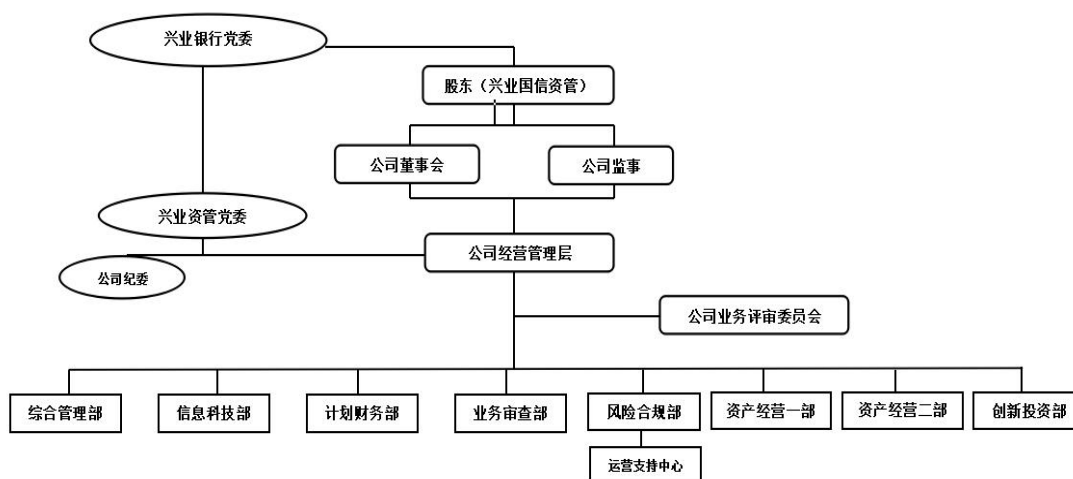 兴业银行党委
股东（兴业国信资管）
公司董事会
公司监事
兴业资管党委
公司经营管理层
公司纪委
公司业务评审委员会
综合管理部
信息科技部
计划财务部
业务审查部
风险合规部
资产经营一部
资产经营二部
创新投资部
运营支持中心